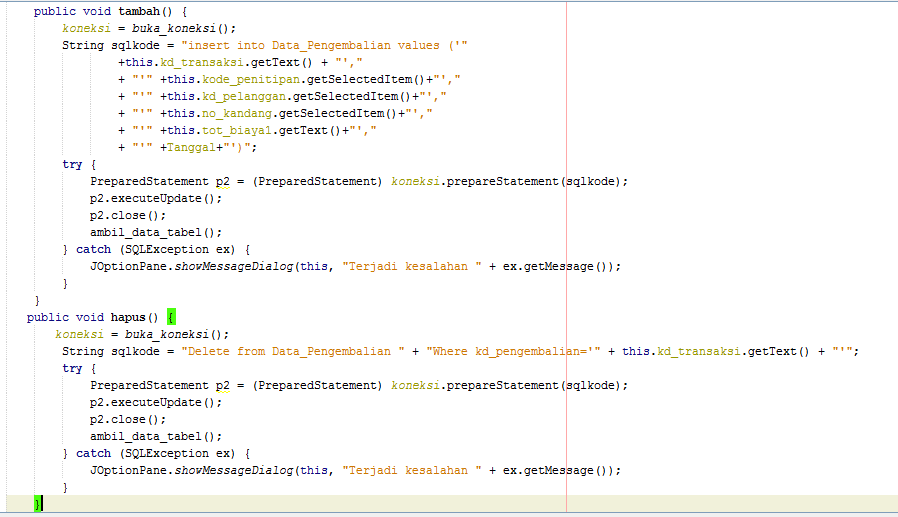 public void tambah() {
koneksi = buka_koneksi();
String sqlkode = "insert into Data_Pengembalian values ('"
+this.kd_transaksi.getText() + "',"
+ "'" +this.kode_penitipan.getSelectedItem()+"',"
+ "'" +this.kd_pelanggan.getSelectedItem()+"',"
+ "'" +this.no_kandang.getSelectedItem()+"',"
+ "'" +this.tot_biaya1.getText()+"',"
+ "'" +Tanggal+"')";
try {
PreparedStatement p2 = (PreparedStatement) koneksi.prepareStatement(sqlkode);
p2.executeUpdate();
p2.close();
ambil_data_tabel();
} catch (SQLException ex) {
JOptionPane.showMessageDialog(this, "Terjadi kesalahan " + ex.getMessage());
}
}
public void hapus() {
koneksi = buka_koneksi();
String sqlkode = "Delete from Data_Pengembalian " + "Where kd_pengembalian='" + this.kd_transaksi.getText() + "'";
try {
PreparedStatement p2 = (PreparedStatement) koneksi.prepareStatement(sqlkode);
p2.executeUpdate();
p2.close();
ambil_data_tabel();
} catch (SQLException ex) {
JOptionPane.showMessageDialog(this, "Terjadi kesalahan " + ex.getMessage());
}
}